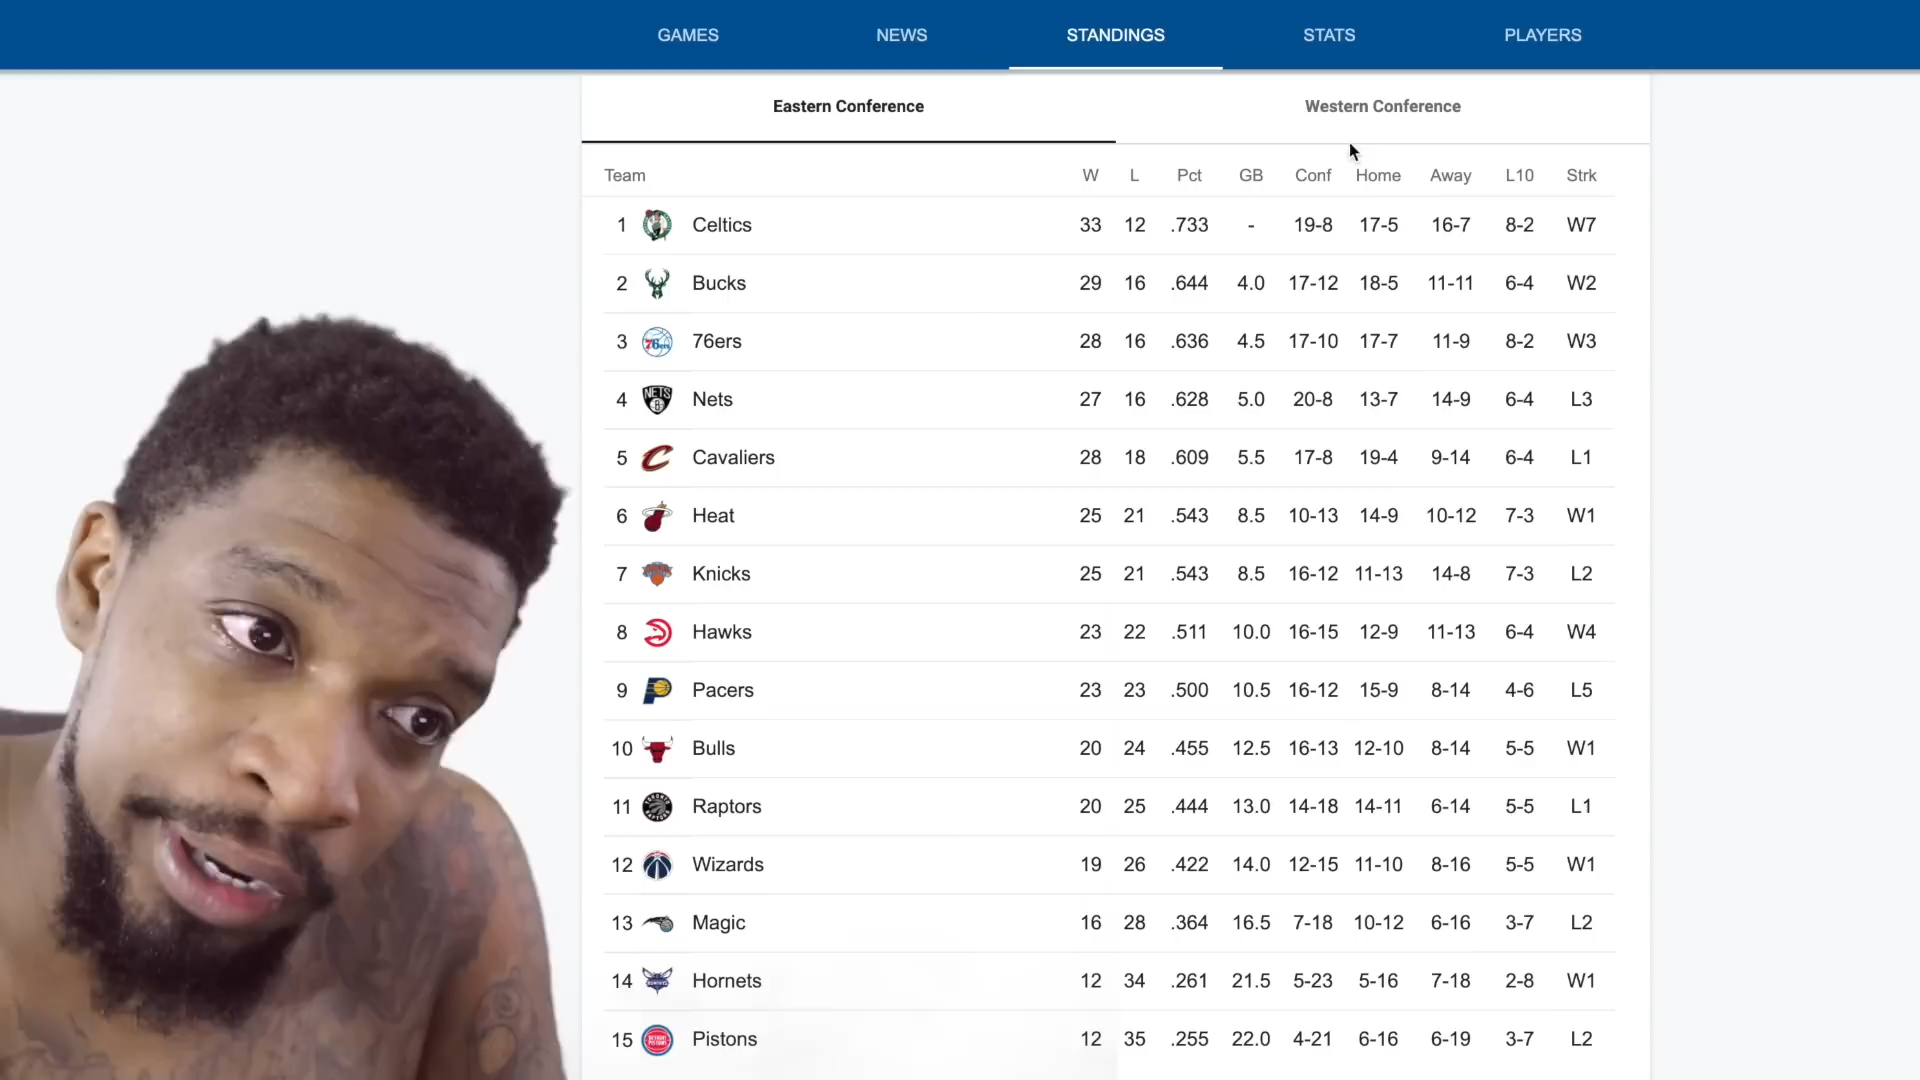 GAMES NEWS STANDINGS STATS PLAYERS
Eastern Conference Western Conference
Team W L Pct GB Conf Home Away L10 Strk
1 Celtics 33 12 .733 - 19-8 17-5 16-7 8-2 W7
2 Bucks 29 16 .644 4.0 17-12 18-5 11-11 6-4 W2
3 76ers 28 16 .636 4.5 17-10 17-7 11-9 8-2 W3
4 NETS Nets 27 16 .628 5.0 20-8 13-7 14-9 6-4 L3
5 Cavaliers 28 18 .609 5.5 17-8 19-4 9-14 6-4 L1
6 Heat 25 21 .543 8.5 10-13 14-9 10-12 7-3 W1
7 Knicks 25 21 .543 8.5 16-12 11-13 14-8 7-3 L2
8 Hawks 23 22 .511 10.0 16-15 12-9 11-13 6-4 W4
9 Pacers 23 23 .500 10.5 16-12 15-9 8-14 4-6 L5
10 Bulls 20 24 .455 12.5 16-13 12-10 8-14 5-5 W1
11 Raptors 20 25 .444 13.0 14-18 14-11 6-14 5-5 L1
12 Wizards 19 26 .422 14.0 12-15 11-10 8-16 5-5 W1
13 Magic 16 28 .364 16.5 7-18 10-12 6-16 3-7 L2
14 Hornets 12 34 .261 21.5 5-23 5-16 7-18 2-8 W1
15 Pistons 12 35 .255 22.0 4-21 6-16 6-19 3-7 L2